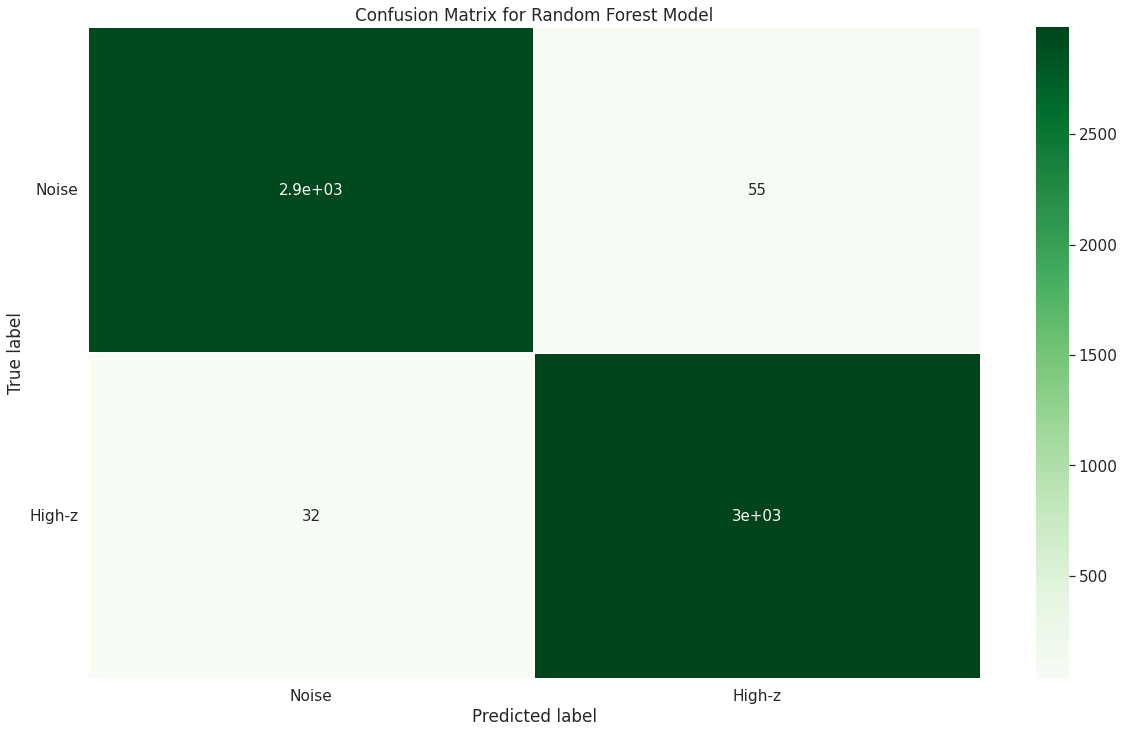 Confusion Matrix for Random Forest Model
True label
Noise
High-z
2.9e+03
55
32
3e+03
Noise
High-z
Predicted label
2500
2000
1500
1000
500